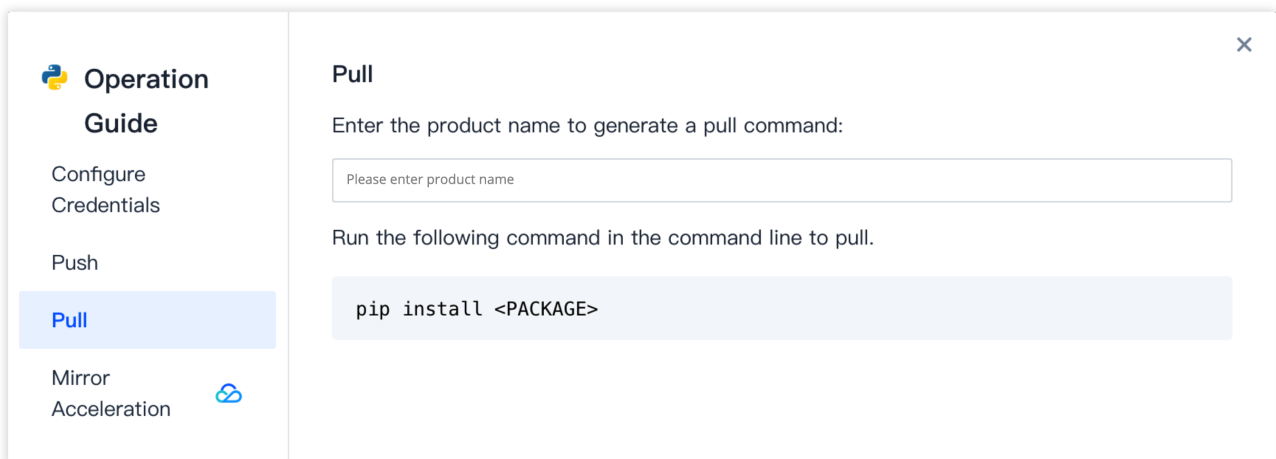 Operation
Guide
Configure
Credentials
Push
Pull
Mirror
Acceleration
Pull
Enter the product name to generate a pull command:
Please enter product name
Run the following command in the command line to pull.
pip install <PACKAGE>